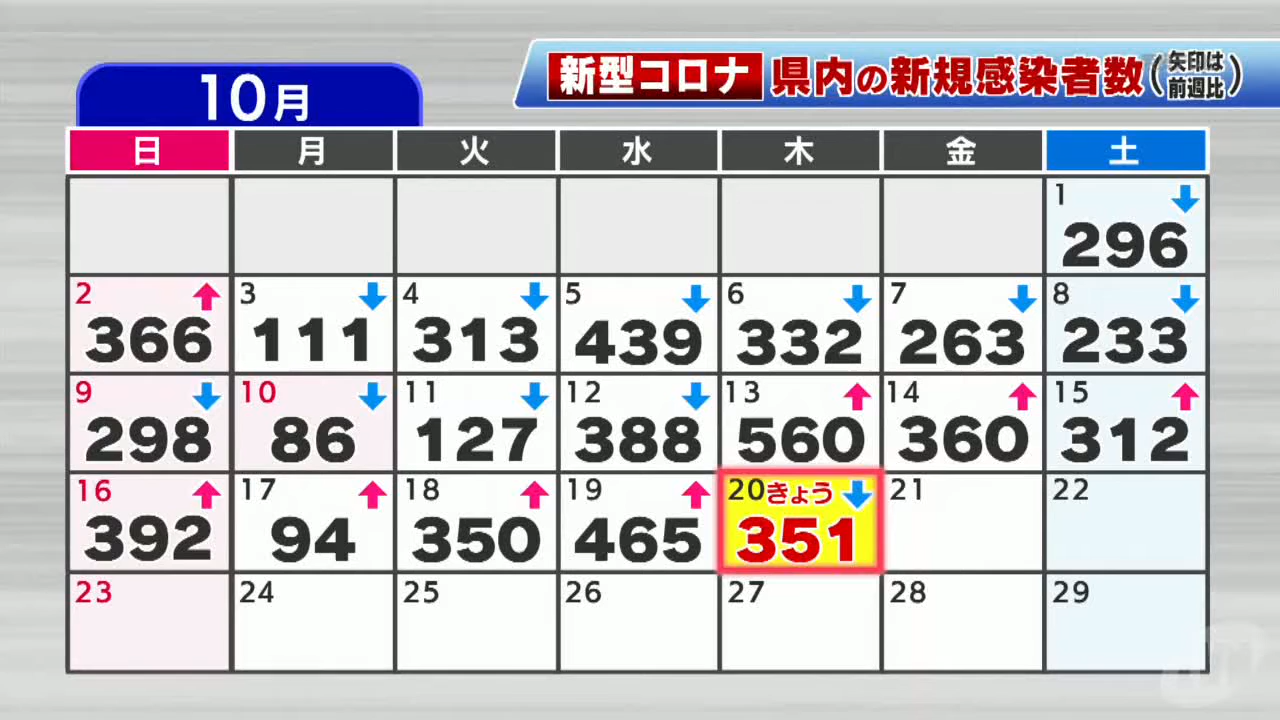 新型コロナ 県内の新規感染者数(矢印は前週比)
10月
日 月 火 水 木 金 土
1
296
2 3 4 5 6 7 8
366 111 313 439 332 263 233
9 10 11 12 13 14 15
298 86 127 388 560 360 312
16 17 18 19 20きょう 21 22
392 94 350 465 351
23 24 25 26 27 28 29